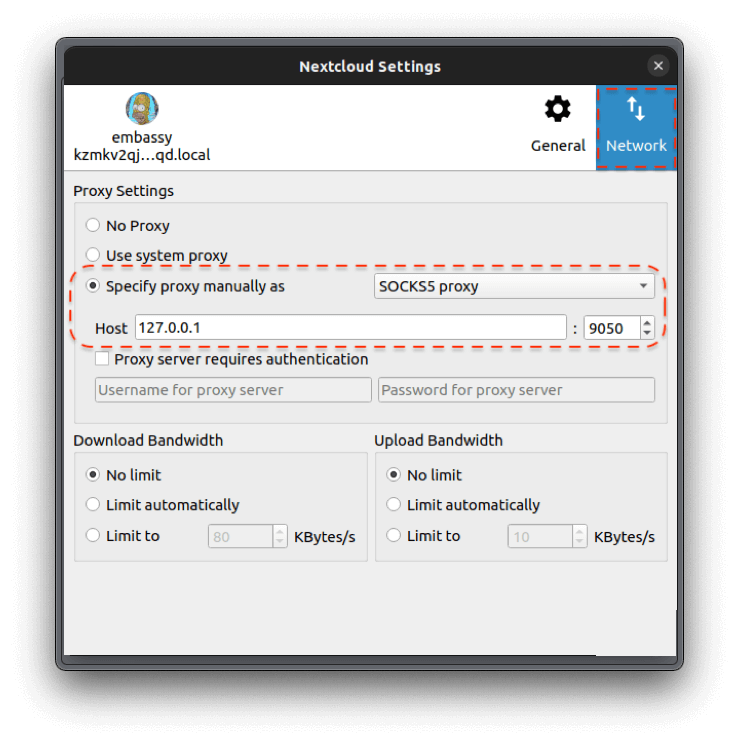 Nextcloud Settings
embassy
kzmkv2qj...qd.local
General
Network
Proxy Settings
No Proxy
Use system proxy
Specify proxy manually as
SOCKS5 proxy
Host 127.0.0.1 : 9050
Proxy server requires authentication
Username for proxy server
Password for proxy server
Download Bandwidth
No limit
Limit automatically
Limit to 80 KBytes/s
Upload Bandwidth
No limit
Limit automatically
Limit to 10 KBytes/s